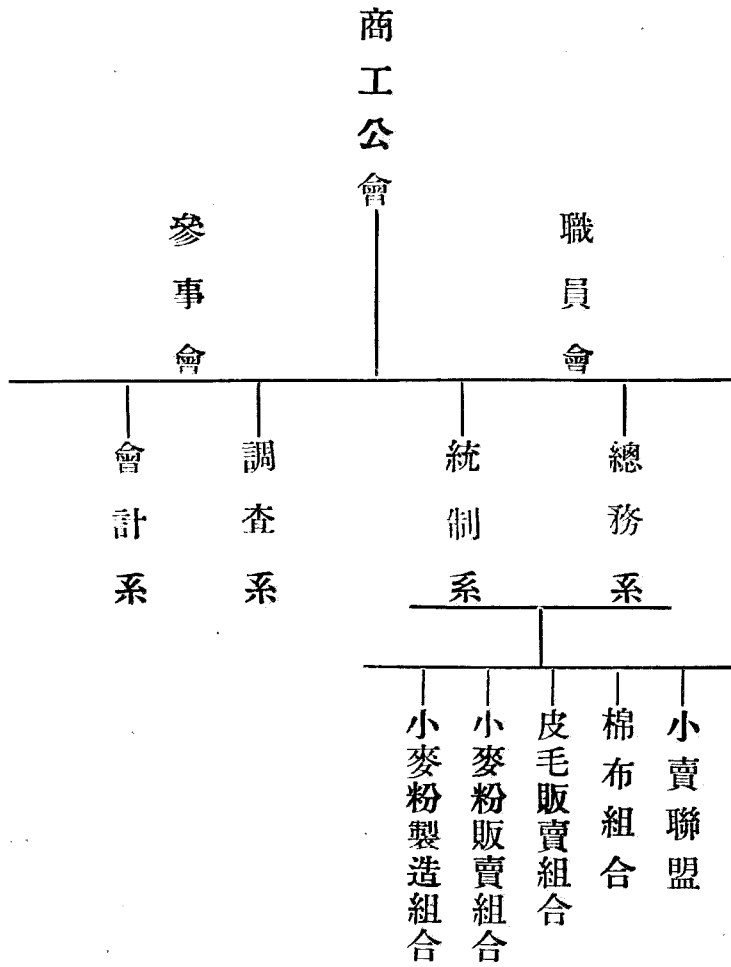 商工公會
職員會
參事會
總務系
統制系
調查系
會計系
小賣聯盟
棉布組合
皮毛販賣組合
小麥粉販賣組合
小麥粉製造組合